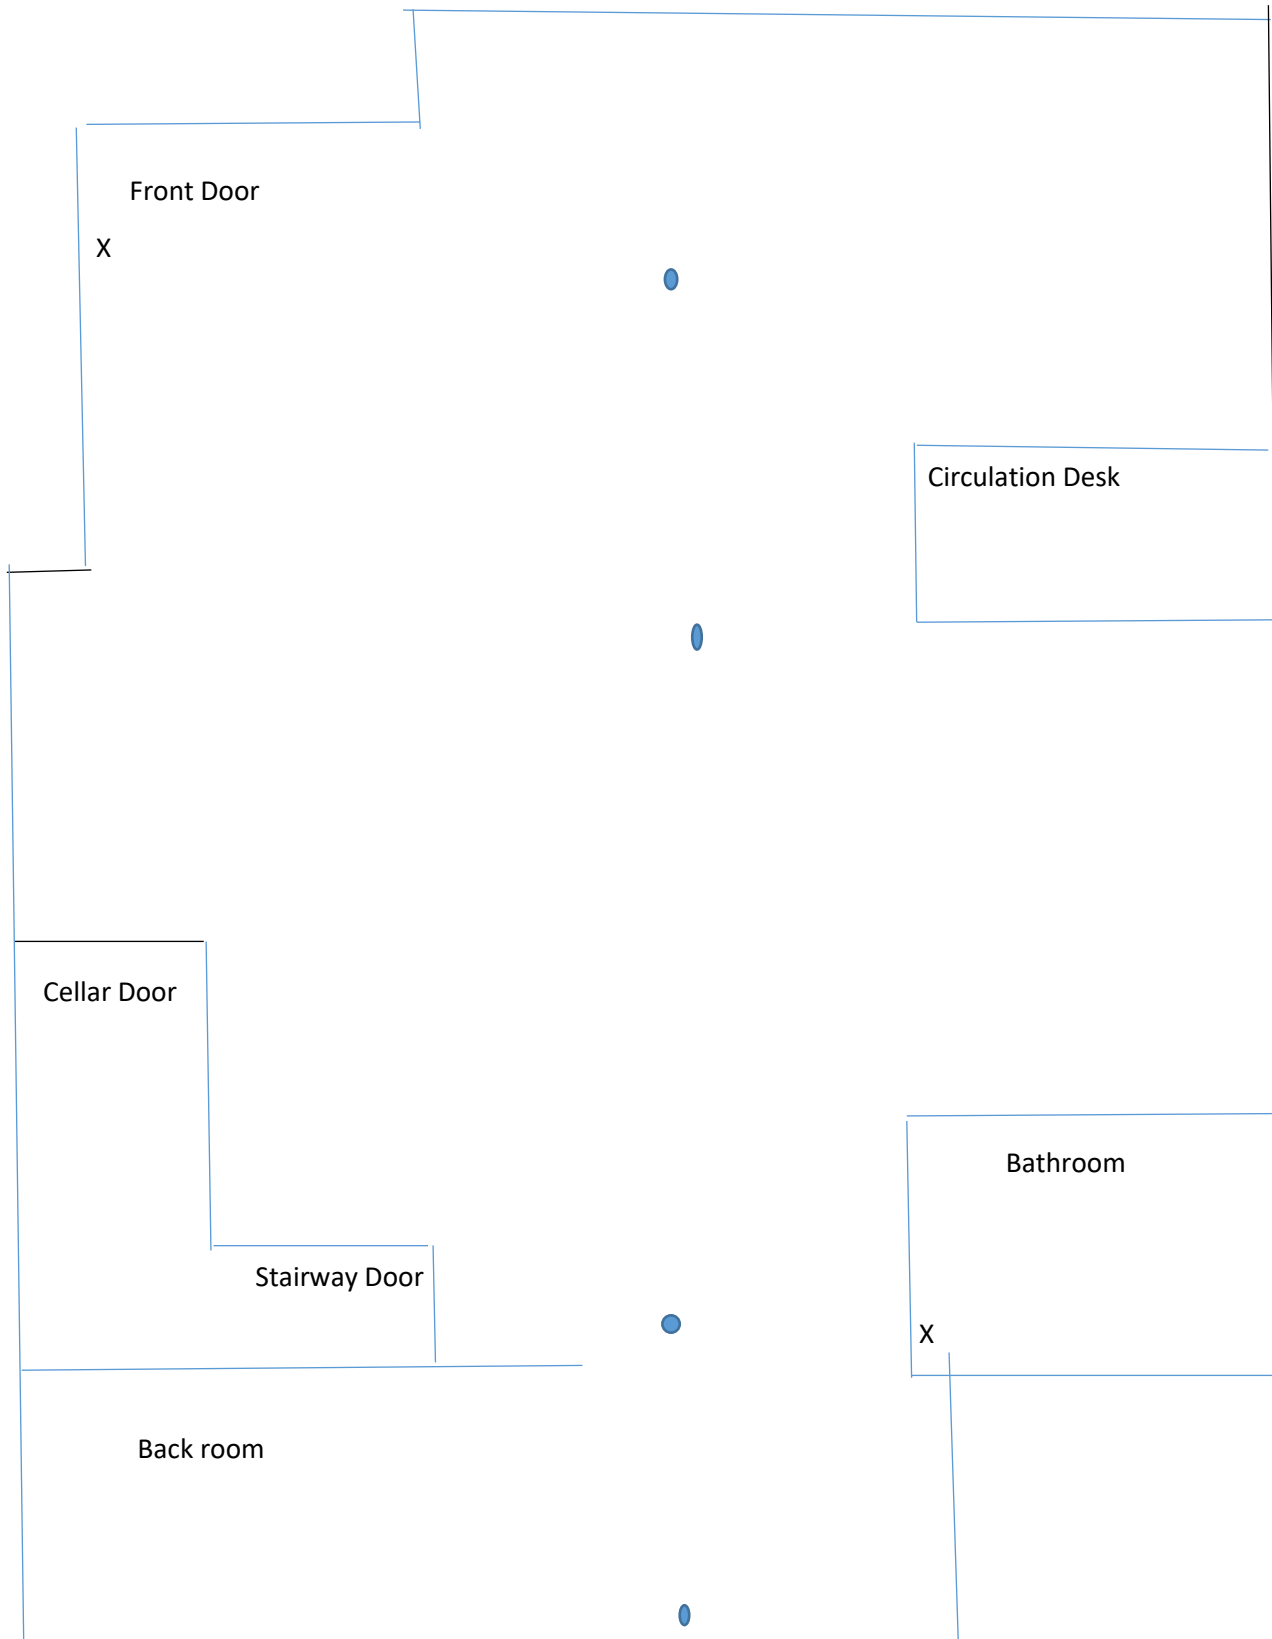 Front Door
X
Circulation Desk
Cellar Door
Bathroom
Stairway Door
X
Back room